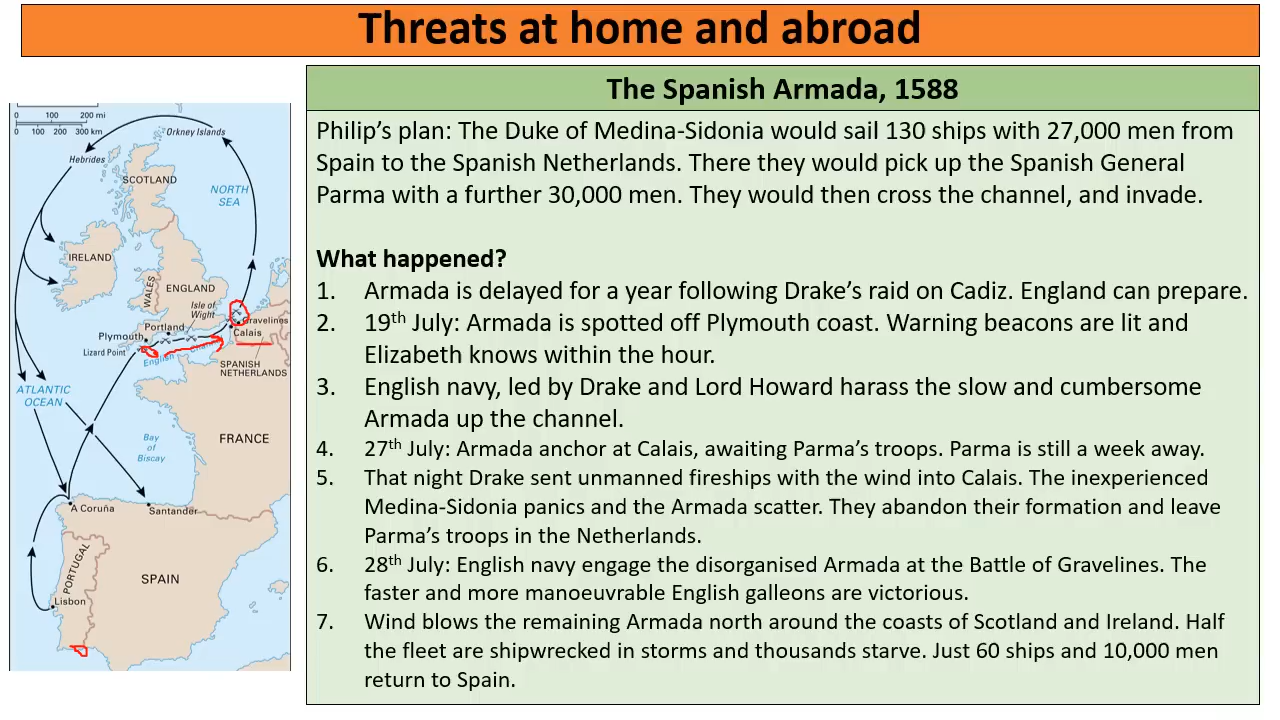 Threats at home and abroad
The Spanish Armada, 1588
Philip's plan: The Duke of Medina-Sidonia would sail 130 ships with 27,000 men from
Spain to the Spanish Netherlands. There they would pick up the Spanish General
Parma with a further 30,000 men. They would then cross the channel, and invade.
What happened?
1. Armada is delayed for a year following Drake's raid on Cadiz. England can prepare.
2. 19th July: Armada is spotted off Plymouth coast. Warning beacons are lit and
Elizabeth knows within the hour.
3. English navy, led by Drake and Lord Howard harass the slow and cumbersome
Armada up the channel.
4. 27th July: Armada anchor at Calais, awaiting Parma's troops. Parma is still a week away.
5. That night Drake sent unmanned fireships with the wind into Calais. The inexperienced
Medina-Sidonia panics and the Armada scatter. They abandon their formation and leave
Parma's troops in the Netherlands.
6. 28th July: English navy engage the disorganised Armada at the Battle of Gravelines. The
faster and more manoeuvrable English galleons are victorious.
7. Wind blows the remaining Armada north around the coasts of Scotland and Ireland. Half
the fleet are shipwrecked in storms and thousands starve. Just 60 ships and 10,000 men
return to Spain.
0 100 200 mi
0 100 200 300 km
Orkney Islands
Hebrides
SCOTLAND
NORTH
SEA
IRELAND
WALES
ENGLAND
Isle of
Wight
Portland
Plymouth
Lizard Point
Gravelines
Calais
English Channel
SPANISH
NETHERLANDS
ATLANTIC
OCEAN
Bay
of
Biscay
FRANCE
A Coruña
Santander
PORTUGAL
SPAIN
Lisbon